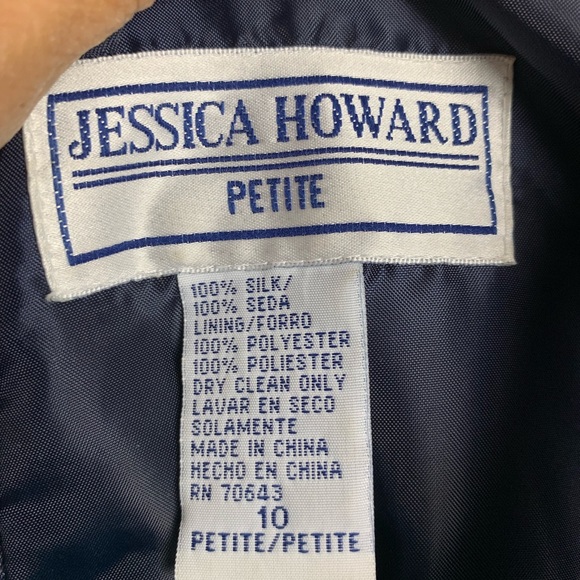 JESSICA HOWARD
PETITE
100% SILK/
100% SEDA
LINING/FORRO
100% POLYESTER
100% POLIESTER
DRY CLEAN ONLY
LAVAR EN SECO
SOLAMENTE
MADE IN CHINA
HECHO EN CHINA
RN 70643
10
PETITE/PETITE